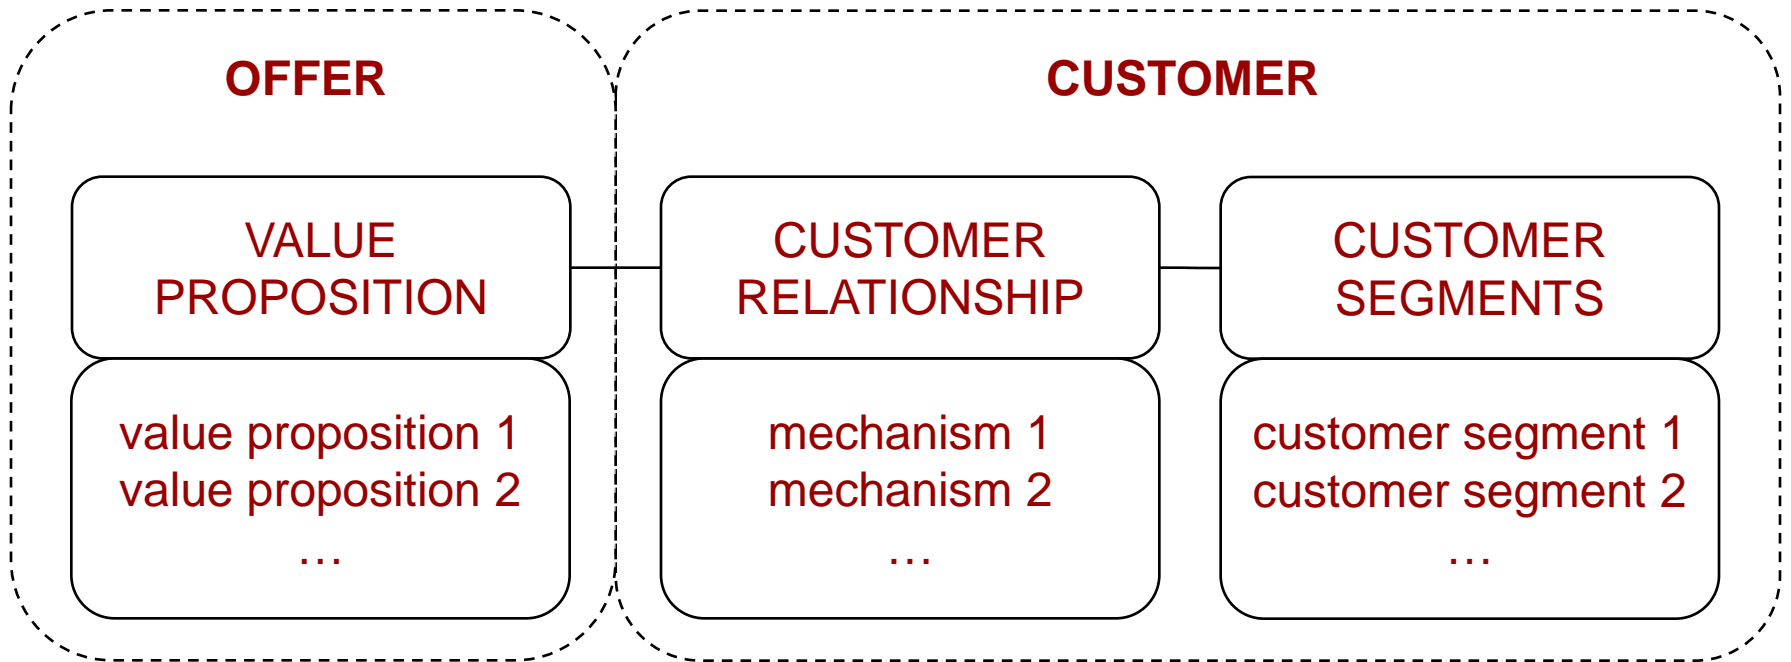 OFFER
CUSTOMER
VALUE
PROPOSITION
CUSTOMER
RELATIONSHIP
CUSTOMER
SEGMENTS
value proposition 1
value proposition 2
…
mechanism 1
mechanism 2
…
customer segment 1
customer segment 2
…